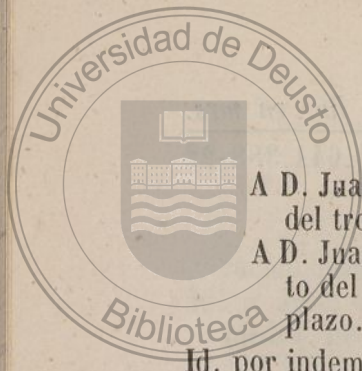 Universidad de Deusto
Biblioteca
A D. Jua
del tro
A D. Jua
to del
plazo.
Id. por indem